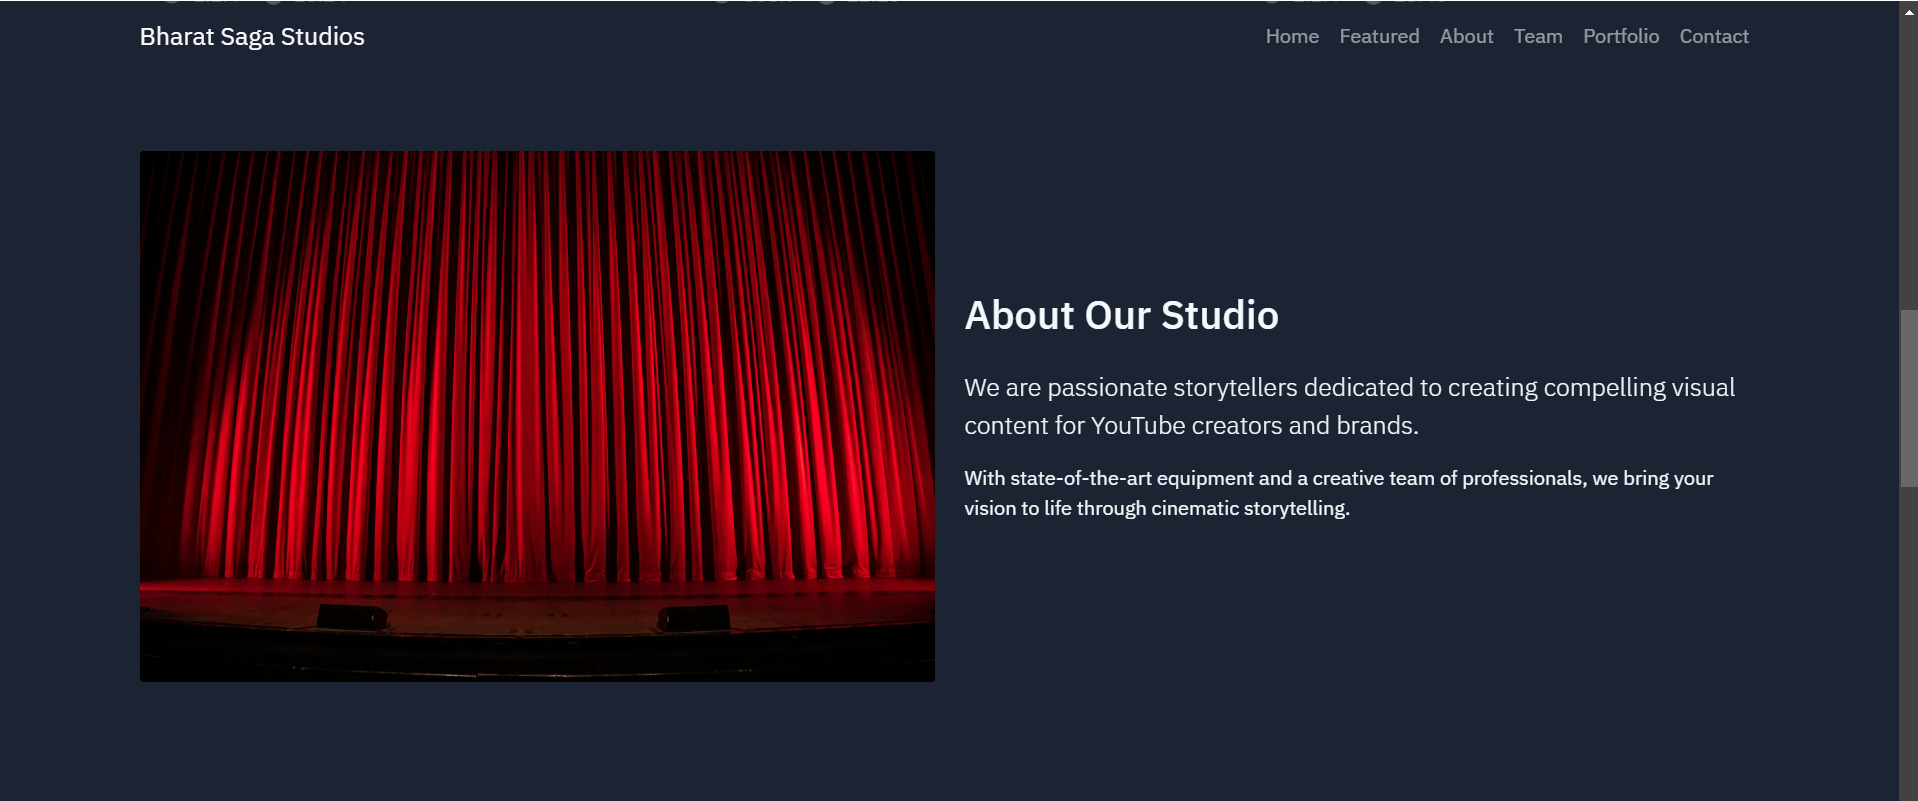 Bharat Saga Studios
Home Featured About Team Portfolio Contact
About Our Studio
We are passionate storytellers dedicated to creating compelling visual
content for YouTube creators and brands.
With state-of-the-art equipment and a creative team of professionals, we bring your
vision to life through cinematic storytelling.